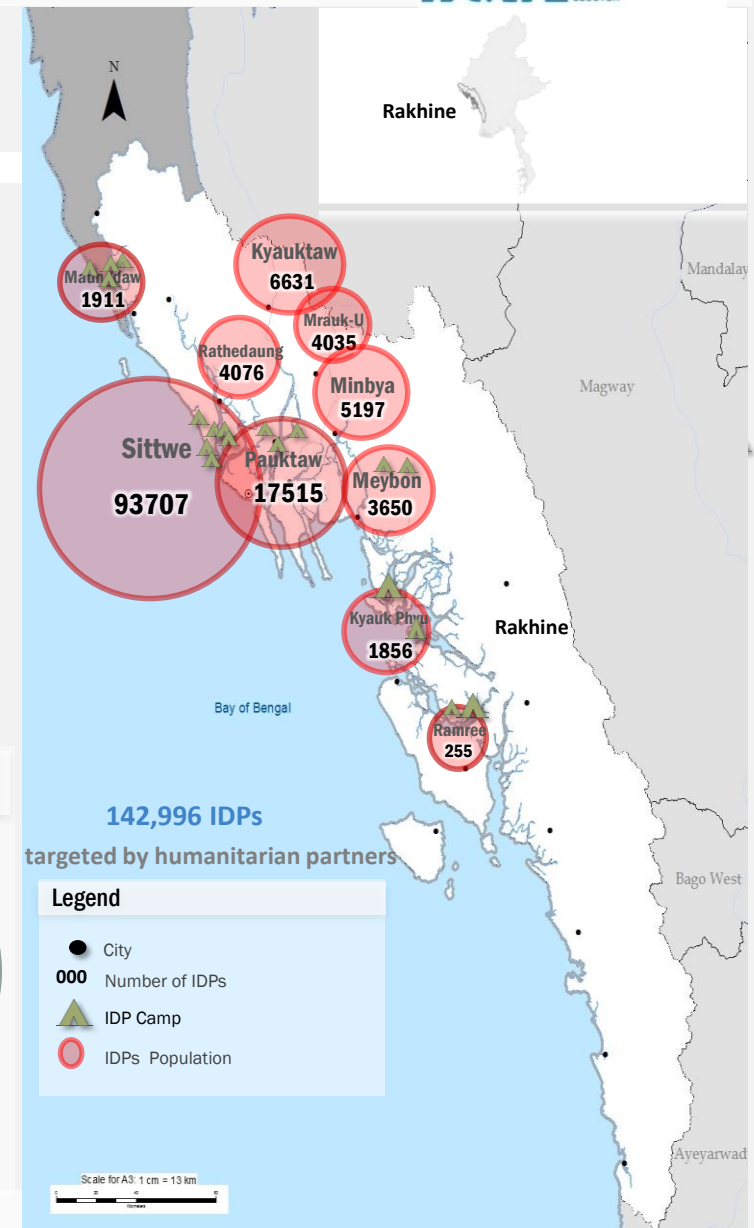 N
Rakhine
Kyauktaw
6631
Mandalay
Maungdaw
1911
Mrauk-U
4035
Rathedaung
4076
Minbya
5197
Magway
Sittwe
93707
Pauktaw
17515
Meybon
3650
Kyauk Phyu
1856
Rakhine
Bay of Bengal
Ramree
255
142,996 IDPs
targeted by humanitarian partners
Bago West
Legend
City
000 Number of IDPs
IDP Camp
IDPs Population
Ayeyarwad
Scale for A3: 1 cm = 13 km